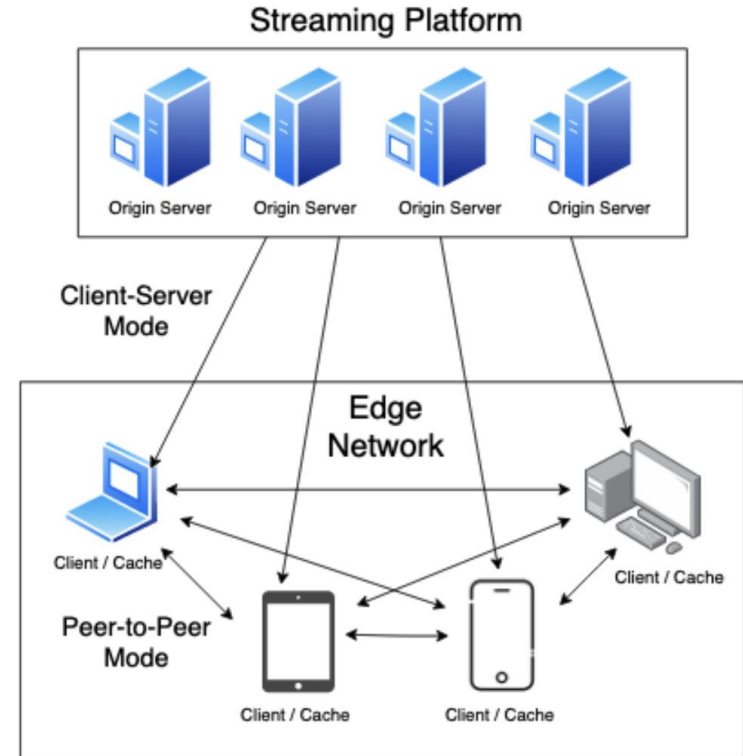 Streaming Platform
Origin Server
Origin Server
Origin Server
Origin Server
Client-Server
Mode
Edge
Network
Client / Cache
Client / Cache
Peer-to-Peer
Mode
Client / Cache
Client / Cache